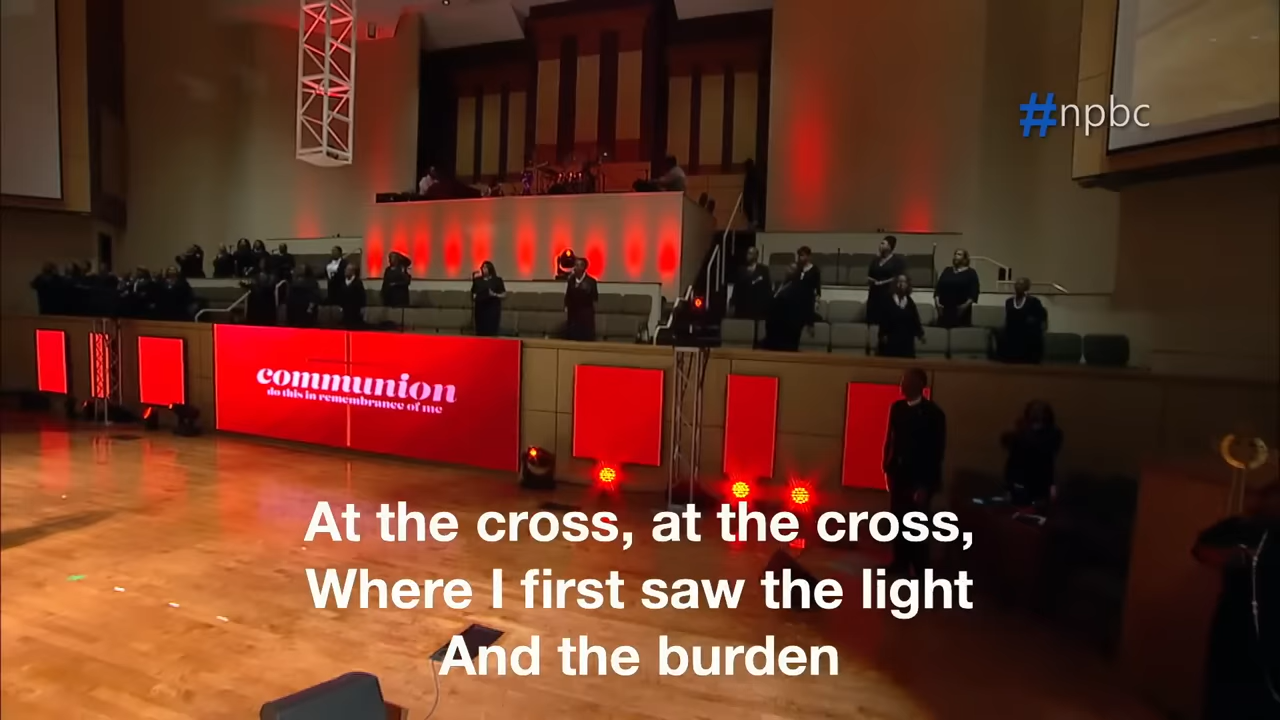 #npbc
communion
do this in remembrance of me
At the cross, at the cross,
Where I first saw the light
And the burden